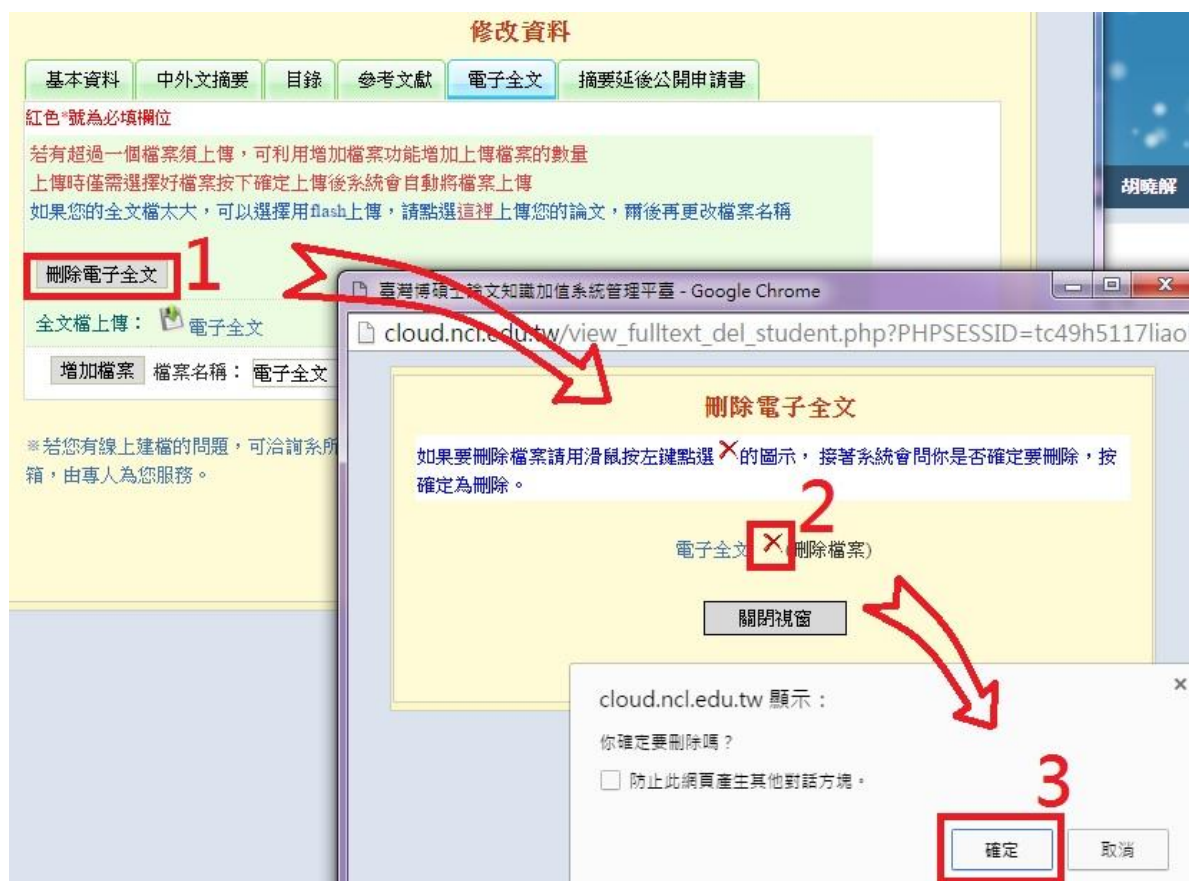 修改資料
基本資料 中外文摘要 目錄 參考文獻 電子全文 摘要延後公開申請書
紅色*號為必填欄位
若有超過一個檔案須上傳，可利用增加檔案功能增加上傳檔案的數量
上傳時僅需選擇好檔案按下確定上傳後系統會自動將檔案上傳
如果您的全文檔太大，可以選擇用flash上傳，請點選這裡上傳您的論文，爾後再更改檔案名稱
刪除電子全文 1
全文檔上傳： 電子全文
增加檔案 檔案名稱： 電子全文
※若您有線上建檔的問題，可洽詢系所
箱，由專人為您服務。
胡曉解
臺灣博碩士論文知識加值系統管理平臺 - Google Chrome
cloud.ncl.edu.tw/view_fulltext_del_student.php?PHPSESSID=tc49h5117liao
刪除電子全文
如果要刪除檔案請用滑鼠按左鍵點選 的圖示， 接著系統會問你是否確定要刪除，按
確定為刪除。
2
電子全文 (刪除檔案)
關閉視窗
cloud.ncl.edu.tw 顯示：
你確定要刪除嗎？
防止此網頁產生其他對話方塊。
3
確定 取消